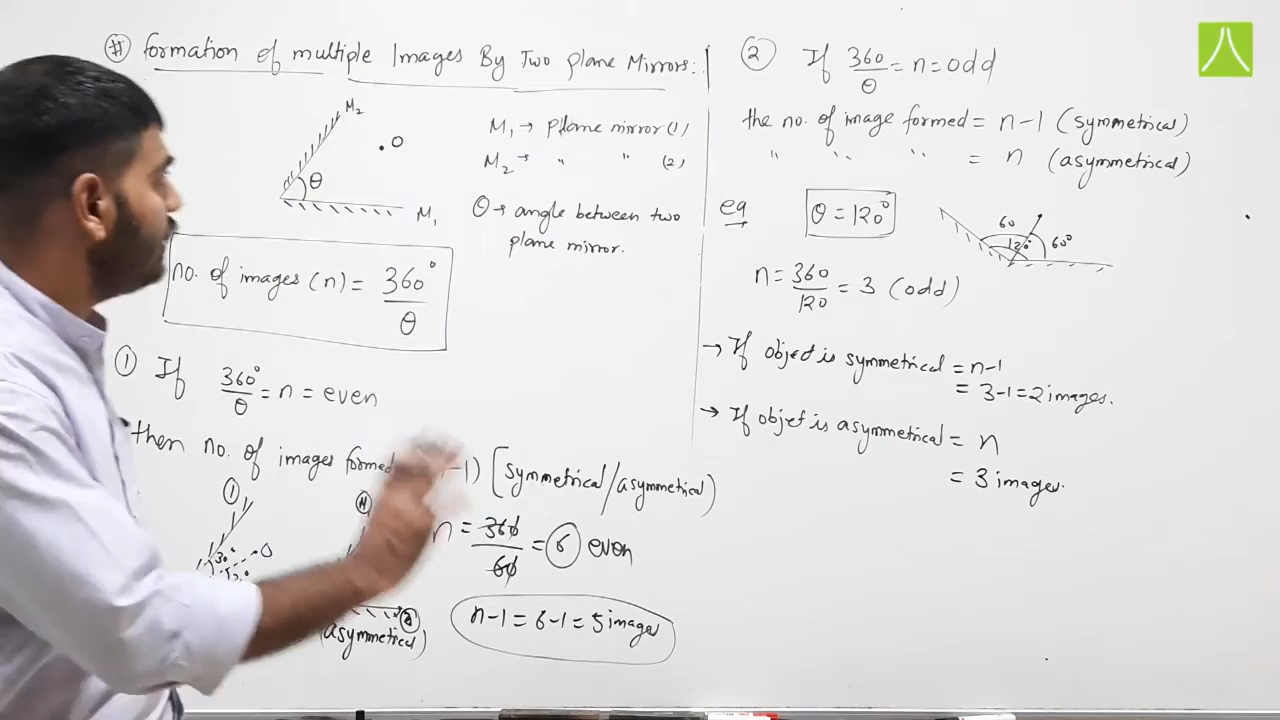 # formation of multiple Images By Two plane Mirrors:
M2
O
θ
M1
M1 → plane mirror (1)
M2 → " " (2)
θ → angle between two
plane mirror.
no. of images (n) = 360° / θ
① If 360° / θ = n = even
then no. of images formed -1) [symmetrical/asymmetrical)
I
30°
O
II
(asymmetrical)
n = 360 / 60 = 6 even
n-1 = 6-1 = 5 images
② If 360 / θ = n = odd
the no. of image formed = n-1 (symmetrical)
" " " = n (asymmetrical)
eg θ = 120°
60
120°
60°
n = 360 / 120 = 3 (odd)
→ If object is symmetrical = n-1
= 3-1 = 2 images.
→ If objet is asymmetrical = n
= 3 images.